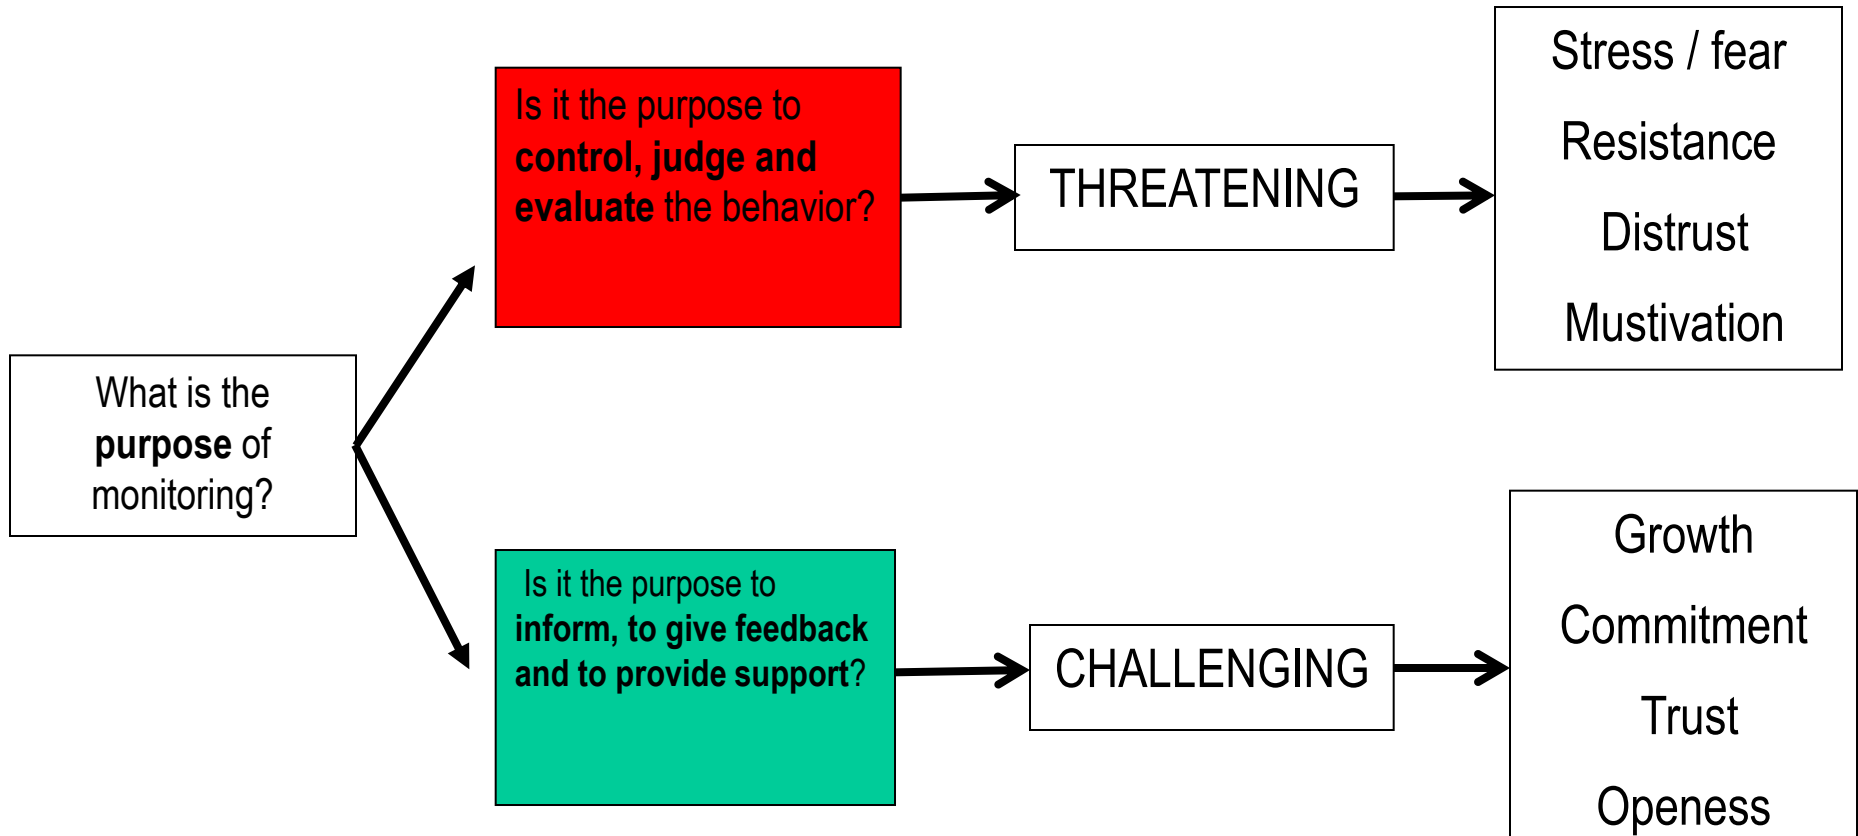 What is the
purpose of
monitoring?
Is it the purpose to
control, judge and
evaluate the behavior?
THREATENING
Stress / fear
Resistance
Distrust
Mustivation
Is it the purpose to
inform, to give feedback
and to provide support?
CHALLENGING
Growth
Commitment
Trust
Openess